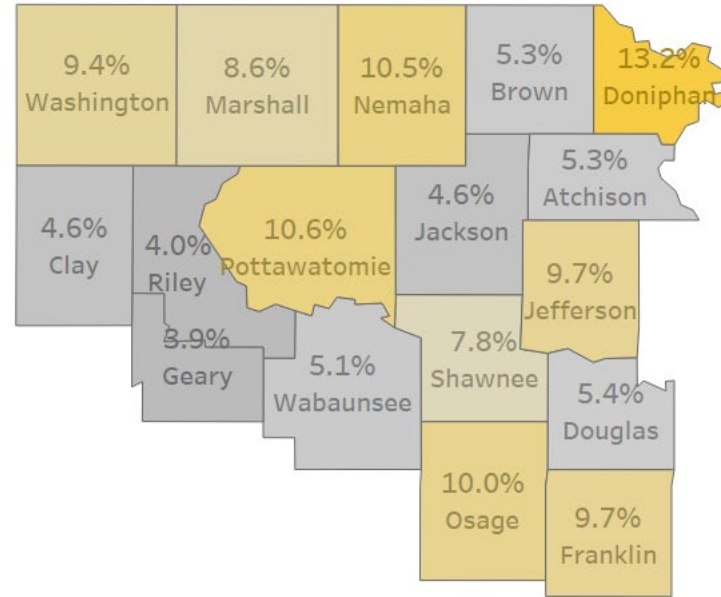 9.4%
Washington
8.6%
Marshall
10.5%
Nemaha
5.3%
Brown
13.2%
Doniphan
4.6%
Clay
4.0%
Riley
10.6%
Pottawatomie
4.6%
Jackson
5.3%
Atchison
9.7%
Jefferson
3.9%
Geary
5.1%
Wabaunsee
7.8%
Shawnee
5.4%
Douglas
10.0%
Osage
9.7%
Franklin